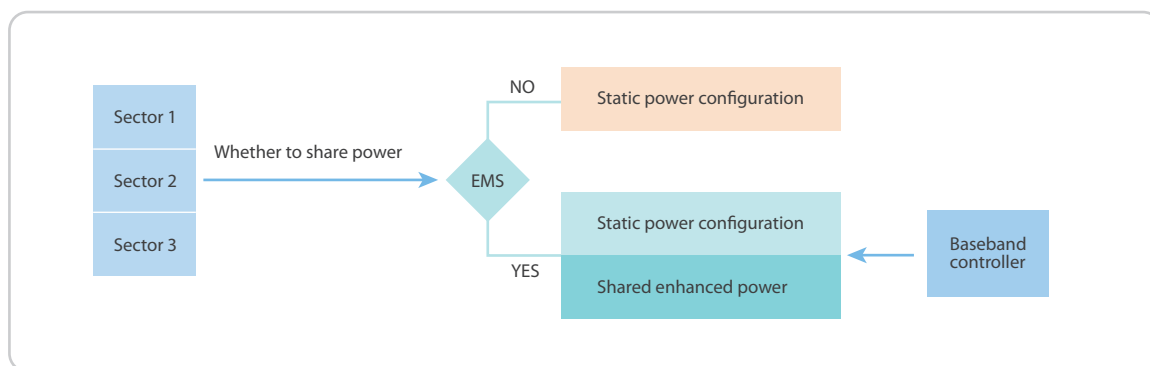 Sector 1
Sector 2
Sector 3
Whether to share power
EMS
NO
Static power configuration
YES
Static power configuration
Shared enhanced power
Baseband
controller